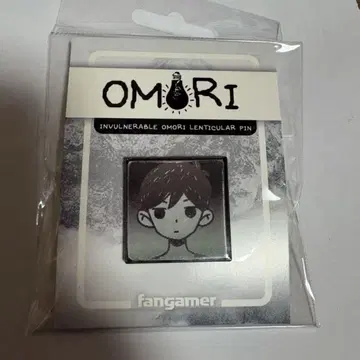 OMORI
INVULNERABLE OMORI LENTICULAR PIN
fangamer